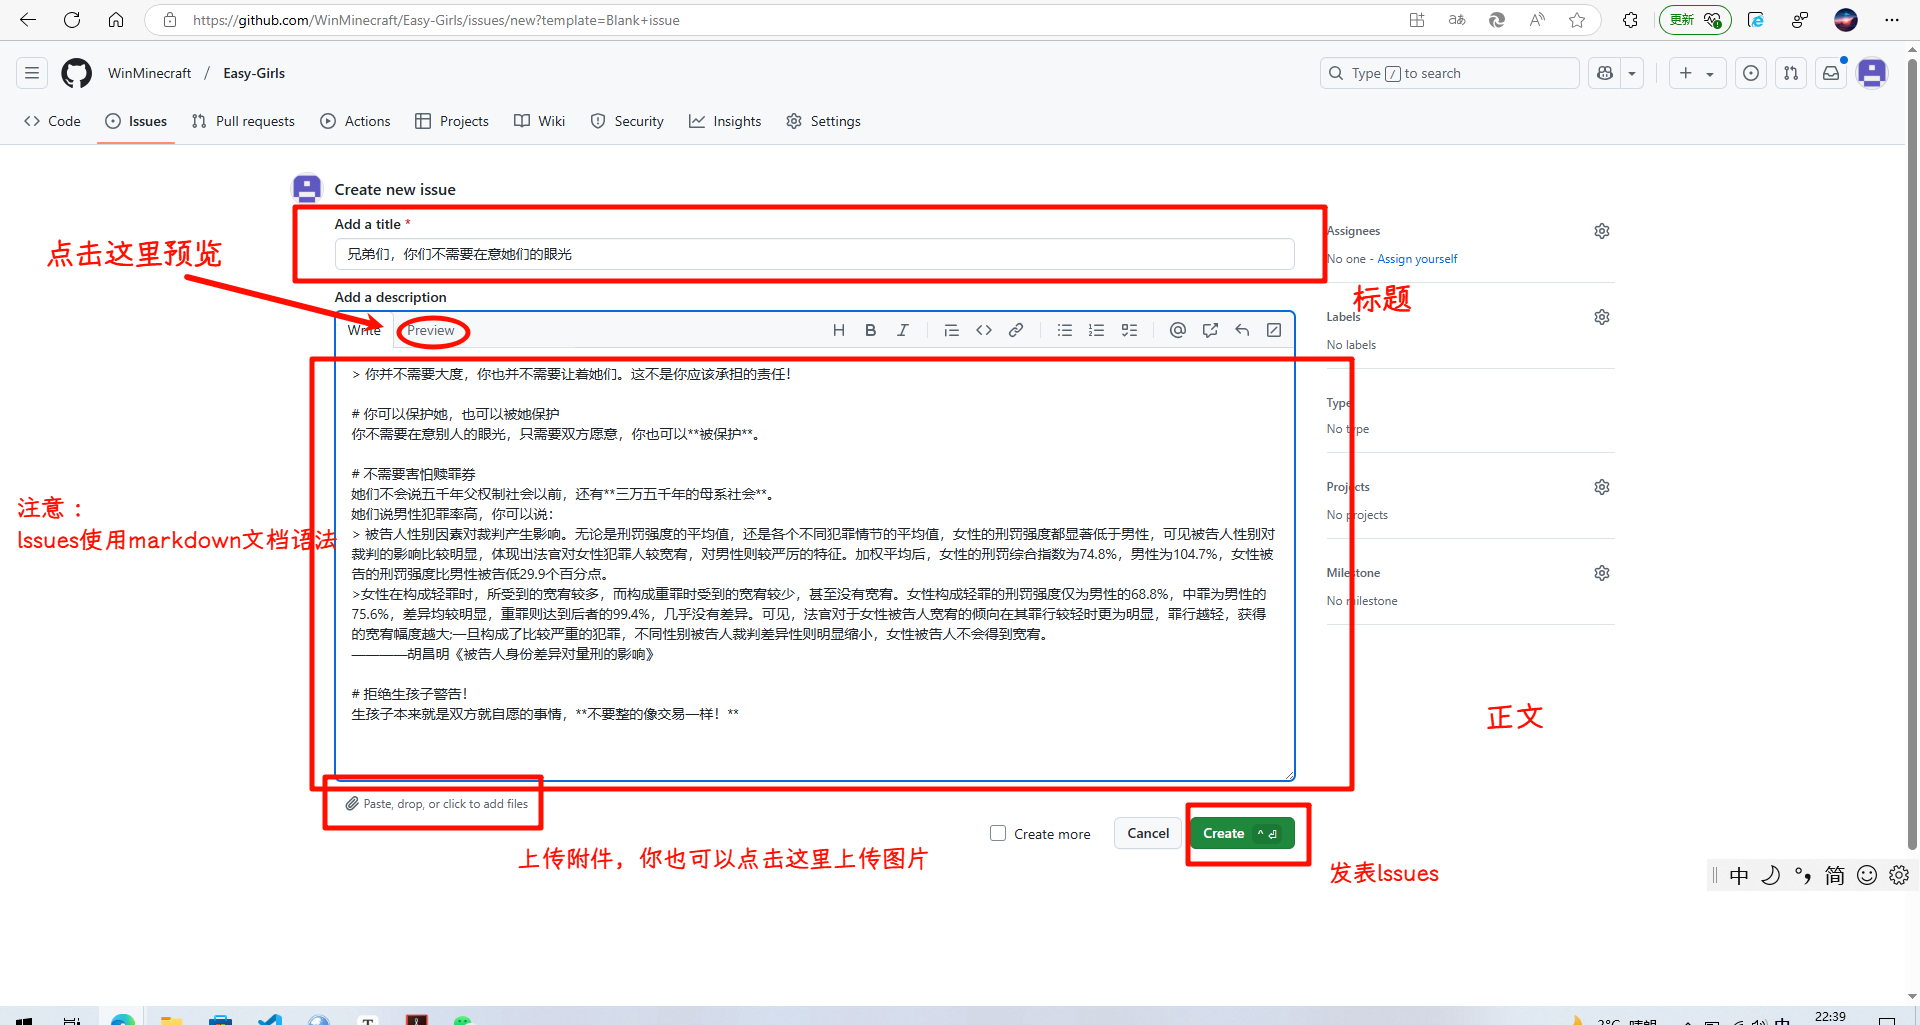 https://github.com/WinMinecraft/Easy-Girls/issues/new?template=Blank+issue
更新
WinMinecraft / Easy-Girls
Type / to search
Code
Issues
Pull requests
Actions
Projects
Wiki
Security
Insights
Settings
Create new issue
Add a title *
兄弟们，你们不需要在意她们的眼光
点击这里预览
Add a description
Write
Preview
> 你并不需要大度，你也并不需要让着她们。这不是你应该承担的责任！
# 你可以保护她，也可以被她保护
你不需要在意别人的眼光，只需要双方愿意，你也可以**被保护**。
# 不需要害怕赎罪券
她们不会说五千年父权制社会以前，还有**三万五千年的母系社会**。
她们说男性犯罪率高，你可以说：
> 被告人性别因素对裁判产生影响。无论是刑罚强度的平均值，还是各个不同犯罪情节的平均值，女性的刑罚强度都显著低于男性，可见被告人性别对
裁判的影响比较明显，体现出法官对女性犯罪人较宽宥，对男性则较严厉的特征。加权平均后，女性的刑罚综合指数为74.8%，男性为104.7%，女性被
告的刑罚强度比男性被告低29.9个百分点。
>女性在构成轻罪时，所受到的宽宥较多，而构成重罪时受到的宽宥较少，甚至没有宽宥。女性构成轻罪的刑罚强度仅为男性的68.8%，中罪为男性的
75.6%，差异均较明显，重罪则达到后者的99.4%，几乎没有差异。可见，法官对于女性被告人宽宥的倾向在其罪行较轻时更为明显，罪行越轻，获得
的宽宥幅度越大;一旦构成了比较严重的犯罪，不同性别被告人裁判差异性则明显缩小，女性被告人不会得到宽宥。
————胡昌明《被告人身份差异对量刑的影响》
# 拒绝生孩子警告！
生孩子本来就是双方就自愿的事情，**不要整的像交易一样！**
注意：
Issues使用markdown文档语法
Paste, drop, or click to add files
上传附件，你也可以点击这里上传图片
Create more
Cancel
Create
发表Issues
Assignees
No one - Assign yourself
标题
Labels
No labels
Type
No type
Projects
No projects
Milestone
No milestone
正文
中
简
22:39